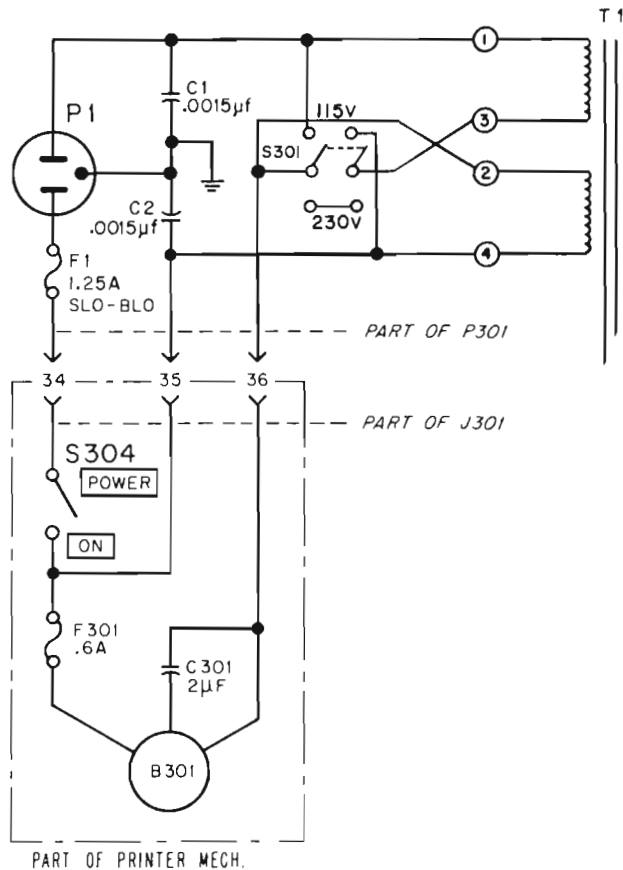 T1
P1
C1
.0015µf
1
115V
S301
3
2
C2
.0015µf
230V
4
F1
1.25A
SLO-BLO
PART OF P301
34
35
36
PART OF J301
S304
POWER
ON
F301
.6A
C301
2µF
B301
PART OF PRINTER MECH.